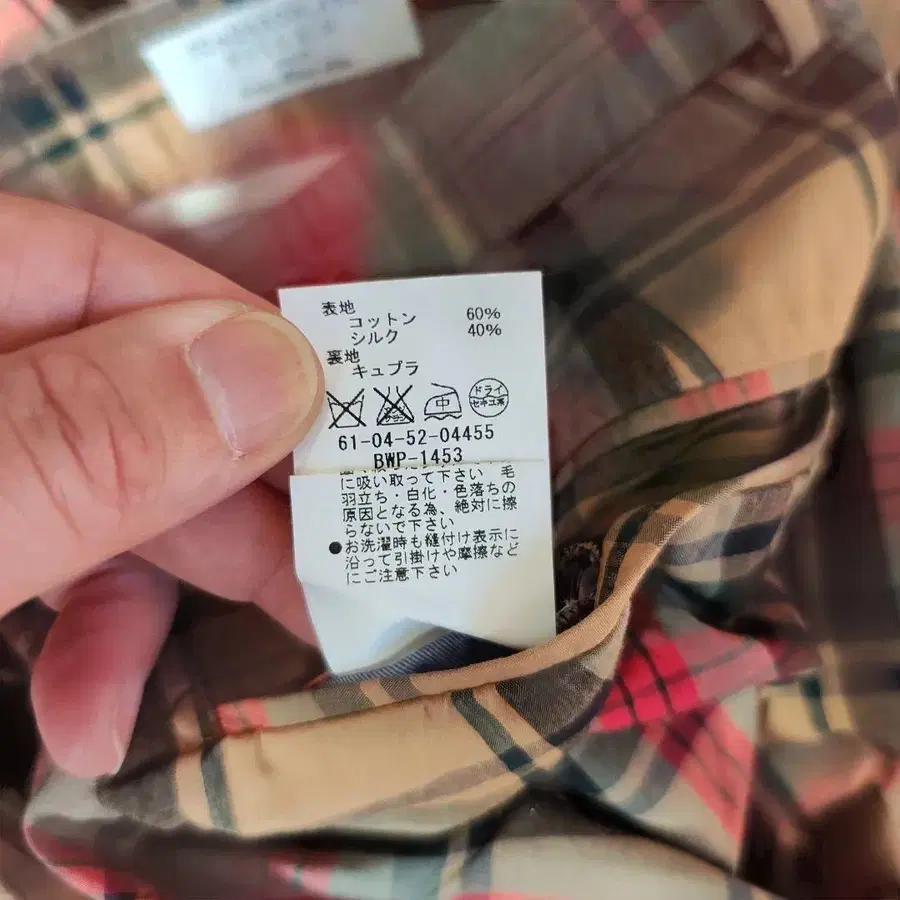 表地
コットン 60%
シルク 40%
裏地
キュプラ
中
ドライ
セキユ系
61-04-52-04455
BWP-1453
に吸い取って下さい・毛
羽立ち・白化・色落ちの
原因となる為、絶対に擦
らないで下さい
●お洗濯時も縫付け表示に
沿って引掛けや摩擦など
にご注意下さい